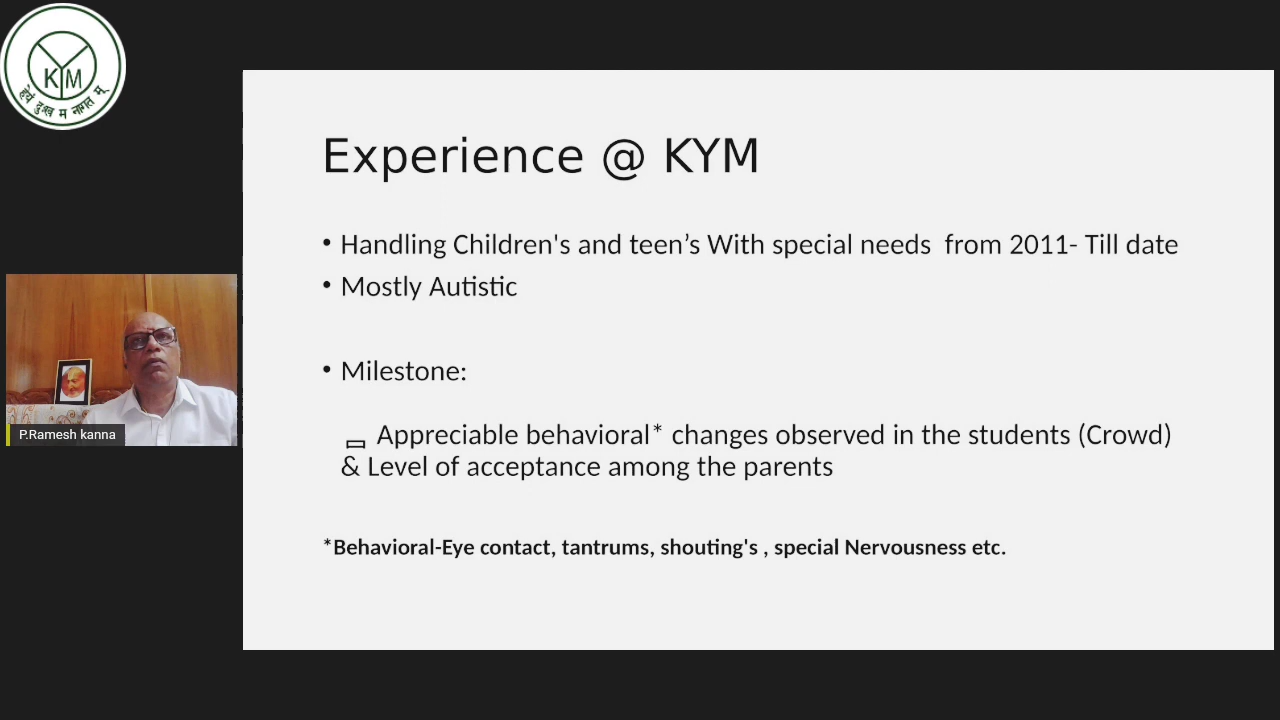 KYM
हेयं दुःख म नागत म्
Experience @ KYM
• Handling Children's and teen’s With special needs  from 2011- Till date
• Mostly Autistic
• Milestone:
Appreciable behavioral* changes observed in the students (Crowd)
& Level of acceptance among the parents
*Behavioral-Eye contact, tantrums, shouting's , special Nervousness etc.
P.Ramesh kanna